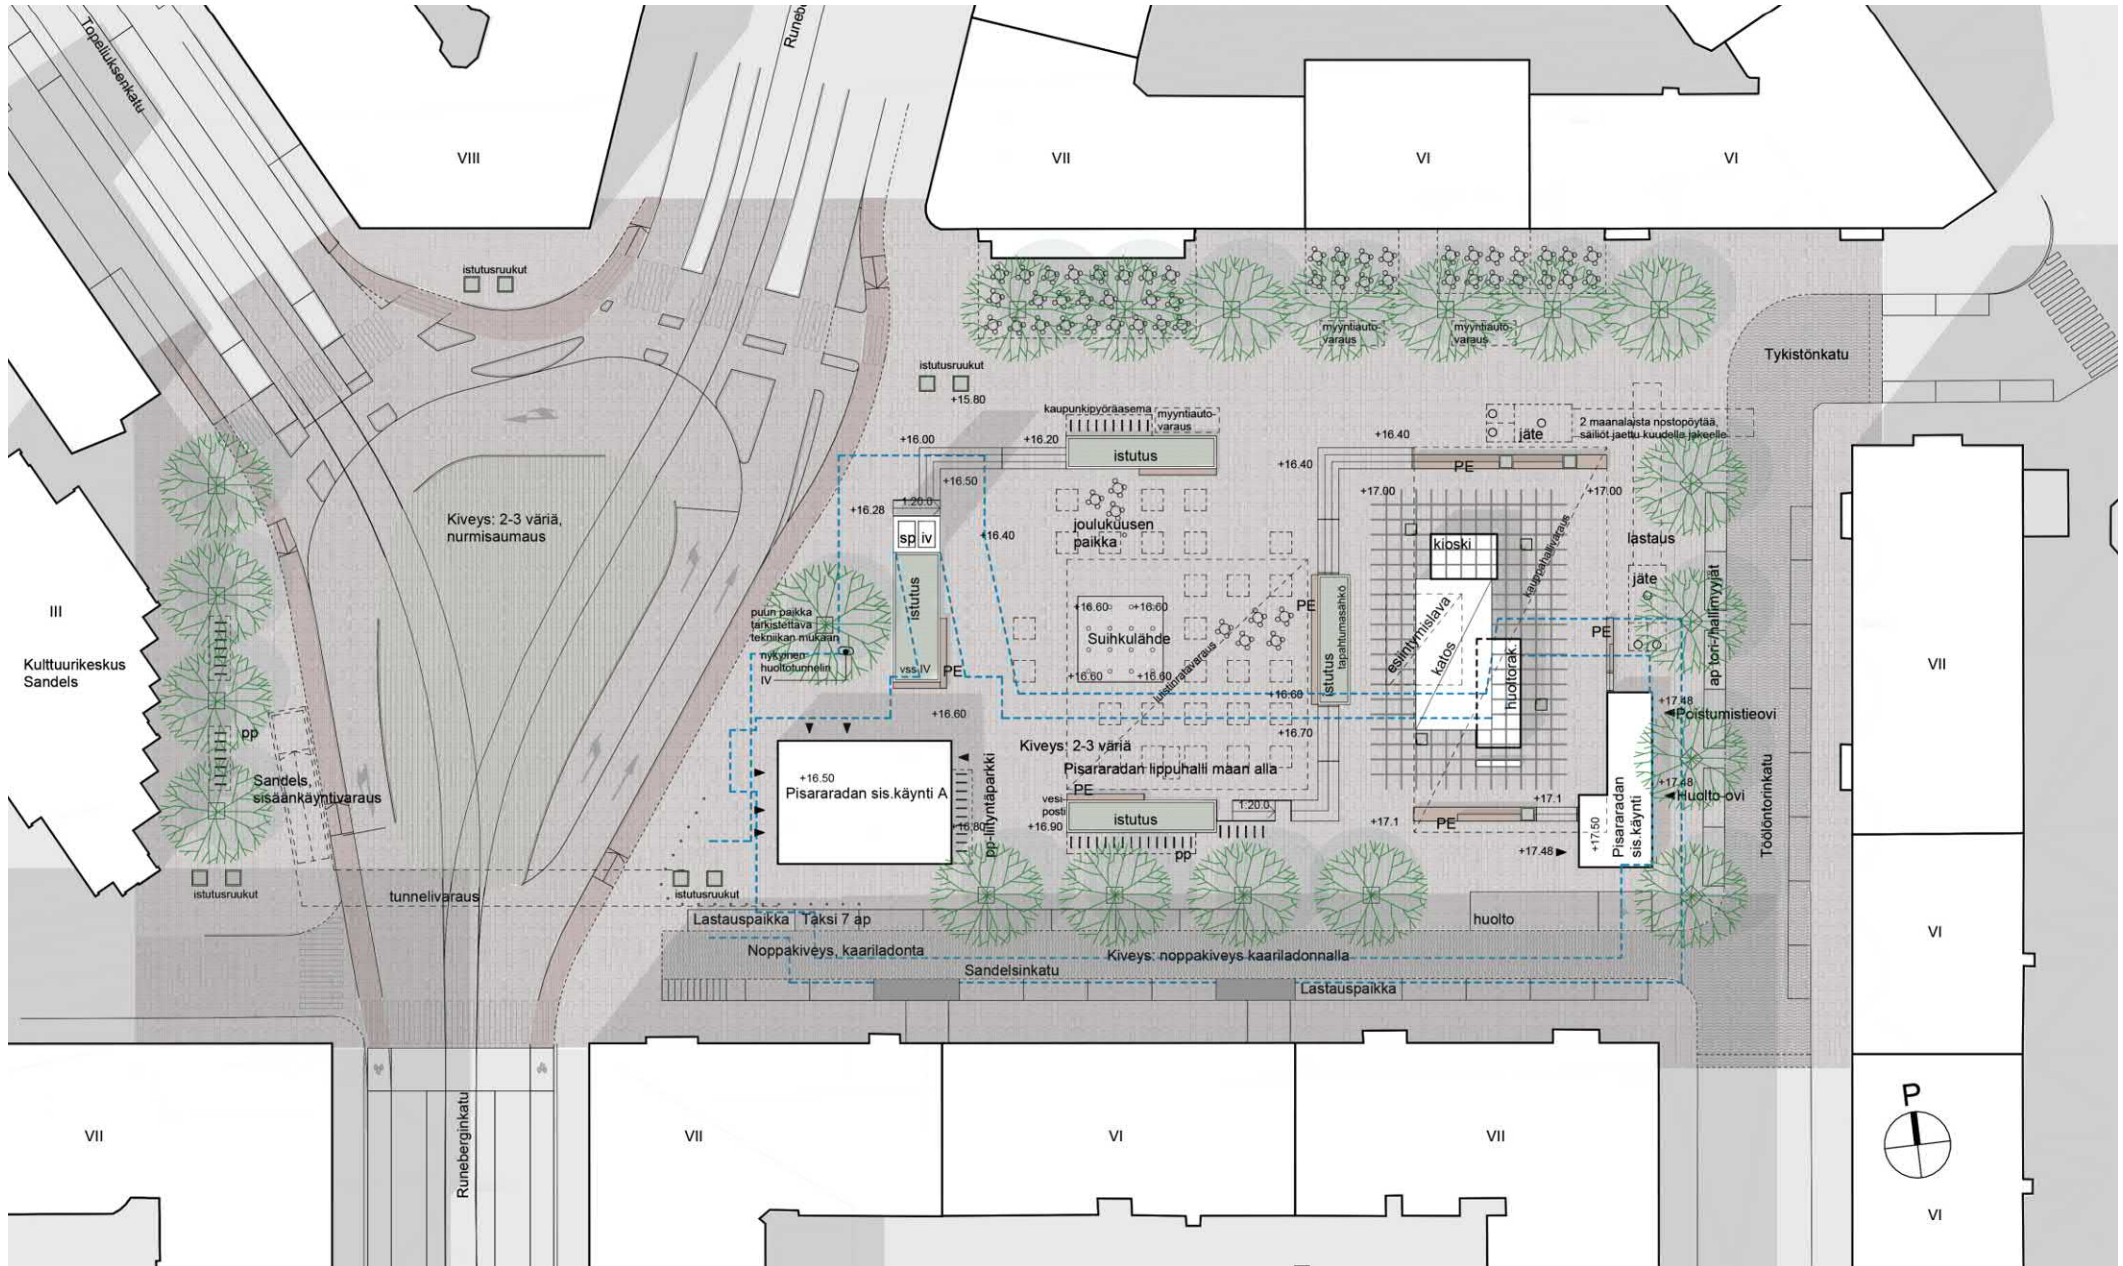 Topeliuksenkatu
Runebe
VIII
VII
VI
VI
istutusruukut
myyntiauto
varaus
myyntiauto
varaus
Tykistönkatu
istutusruukut
+15.80
kaupunkipyöräasema
myyntiauto-
varaus
+16.00
+16.20
istutus
+16.40
jäte
2 maanalaista nostopöytää,
säiliöt jaettu kuudelle jakeelle
+16.40
PE
+16.50
+17.00
+17.00
1:20.0
+16.28
sp
iv
+16.40
Kiveys: 2-3 väriä,
nurmisaumaus
joulukuusen
paikka
kioski
lastaus
kauppahallivaraus
jäte
III
Kulttuurikeskus
Sandels
istutus
puun paikka
tarkistettava
tekniikan mukaan
nykyinen
huoltotunnelin
IV
vss-IV
PE
+16.60
+16.60
Suihkulähde
+16.60
+16.60
luistinratavaraus
PE
istutus
tapahtumasähkö
+16.60
esiintymislava
katos
huoltorak.
PE
ap tori-/hallimyyjät
VII
+16.60
+17.48
Poistumistieovi
pp
+16.70
Kiveys: 2-3 väriä
Pisararadan lippuhalli maan alla
Sandels,
sisäänkäyntivaraus
+16.50
Pisararadan sis.käynti A
pp-liityntäparkki
+16.80
+17.48
Huolto-ovi
PE
vesi-
posti
+16.90
istutus
1:20.0
+17.1
+17.1
PE
+17.50
Pisararadan
sis.käynti
Töölöntorinkatu
pp
+17.48
istutusruukut
tunnelivaraus
istutusruukut
Lastauspaikka
Taksi 7 ap
huolto
VI
Noppakiveys, kaariladonta
Kiveys: noppakiveys kaariladonnalla
Sandelsinkatu
Lastauspaikka
P
Runeberginkatu
VII
VII
VI
VII
VI